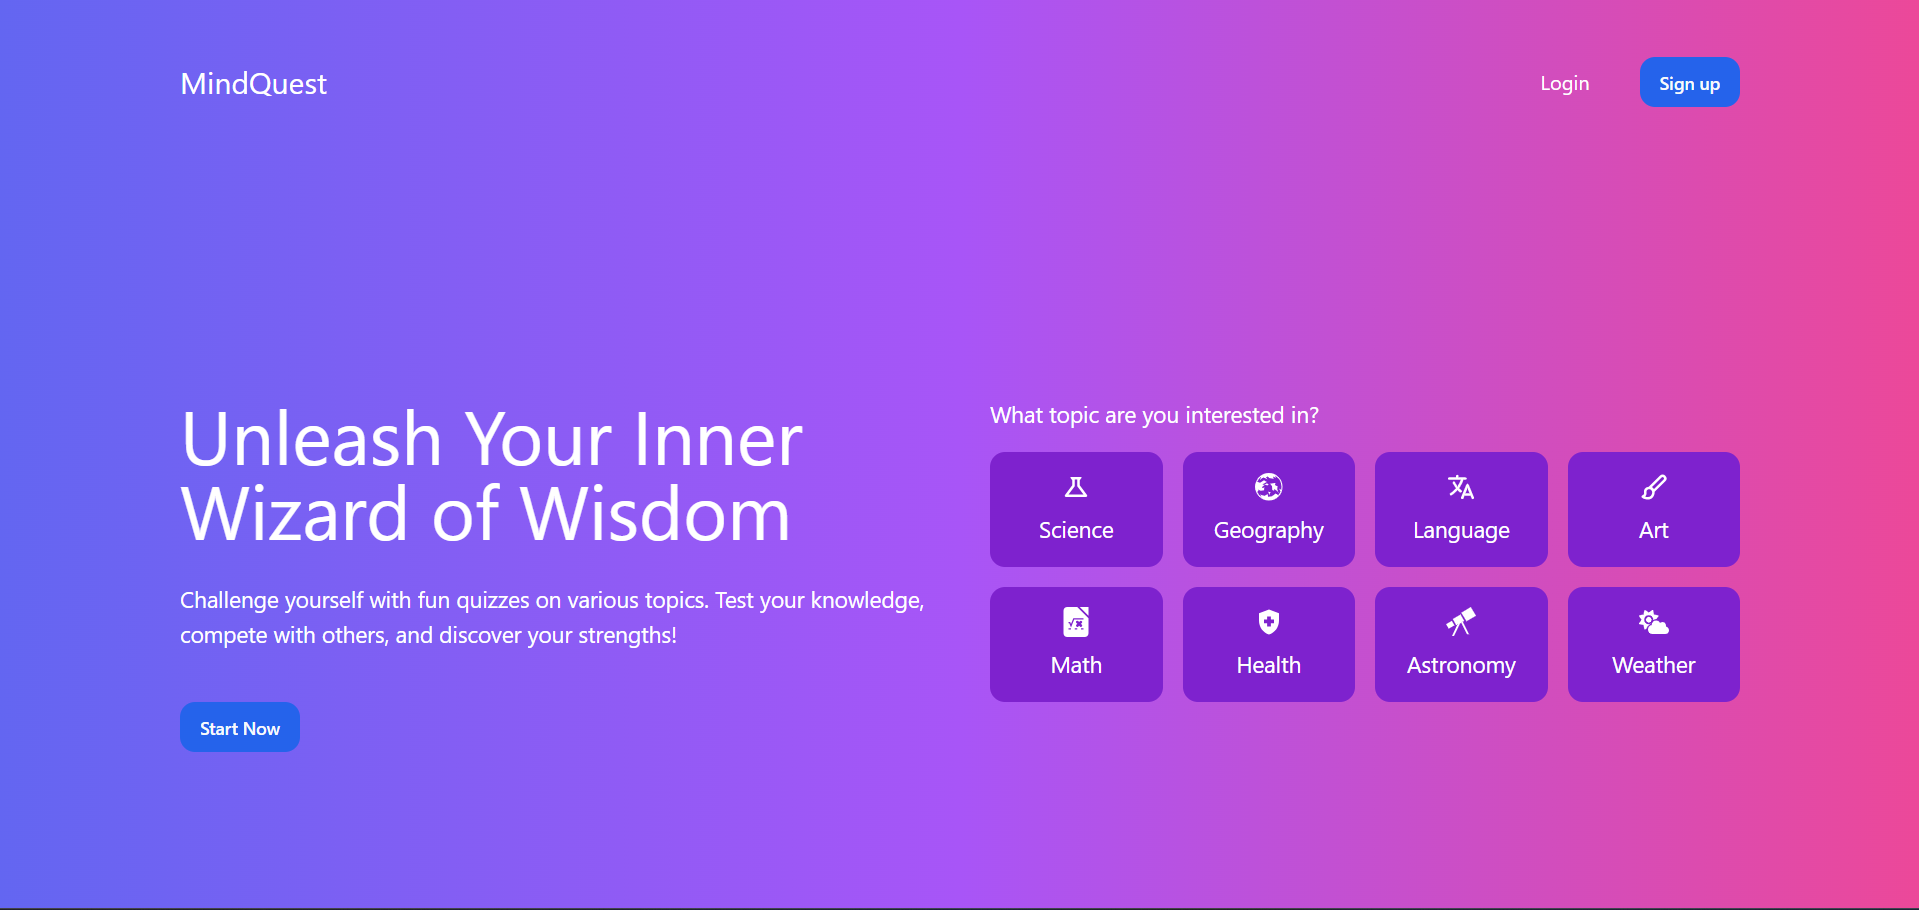 MindQuest
Login
Sign up
Unleash Your Inner
Wizard of Wisdom
Challenge yourself with fun quizzes on various topics. Test your knowledge,
compete with others, and discover your strengths!
Start Now
What topic are you interested in?
Science
Geography
Language
Art
Math
Health
Astronomy
Weather